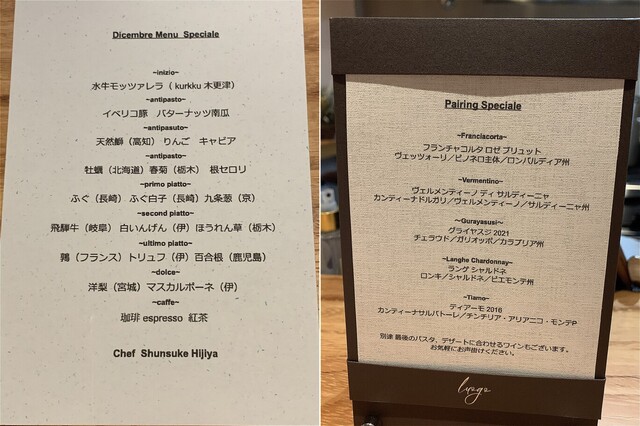 Dicembre Menu Speciale
~inizio~
水牛モッツァレラ（ kurkku 木更津）
~antipasto~
イベリコ豚 バターナッツ南瓜
~antipasuto~
天然鰤（高知）りんご キャビア
~antipasto~
牡蠣（北海道）春菊（栃木） 根セロリ
~primo piatto~
ふぐ（長崎）ふぐ白子（長崎）九条葱（京）
~second piatto~
飛騨牛（岐阜） 白いんげん（伊）ほうれん草（栃木）
~ultimo piatto~
鶉（フランス）トリュフ（伊）百合根（鹿児島）
~dolce~
洋梨（宮城）マスカルポーネ（伊）
~caffe~
珈琲 espresso 紅茶
Chef Shunsuke Hijiya
Pairing Speciale
~Franciacorta~
フランチャコルタ ロゼ ブリュット
ヴェッツォーリ／ピノネロ主体／ロンバルディア州
~Vermentino~
ヴェルメンティーノ ディ サルディーニャ
カンティーナドルガリ／ヴェルメンティーノ／サルディーニャ州
~Gurayasusi~
グライヤスジ 2021
チェラウド／ガリオッポ／カラブリア州
~Langhe Chardonnay~
ラング シャルドネ
ロンキ／シャルドネ／ピエモンテ州
~Tiamo~
ティアーモ 2016
カンティーナサルバトーレ／チンチリア・アリアニコ・モンテP
別途 最後のパスタ、デザートに合わせるワインもございます。
お気軽にお声掛けください。
luogo